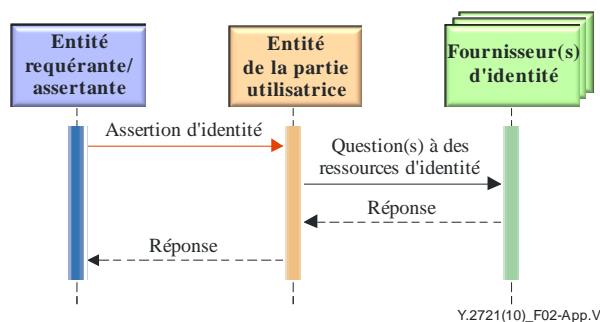 Entité
requérante/
assertante
Entité
de la partie
utilisatrice
Fournisseur(s)
d'identité
Assertion d'identité
Question(s) à des
ressources d'identité
Réponse
Réponse
Y.2721(10)_F02-App.V